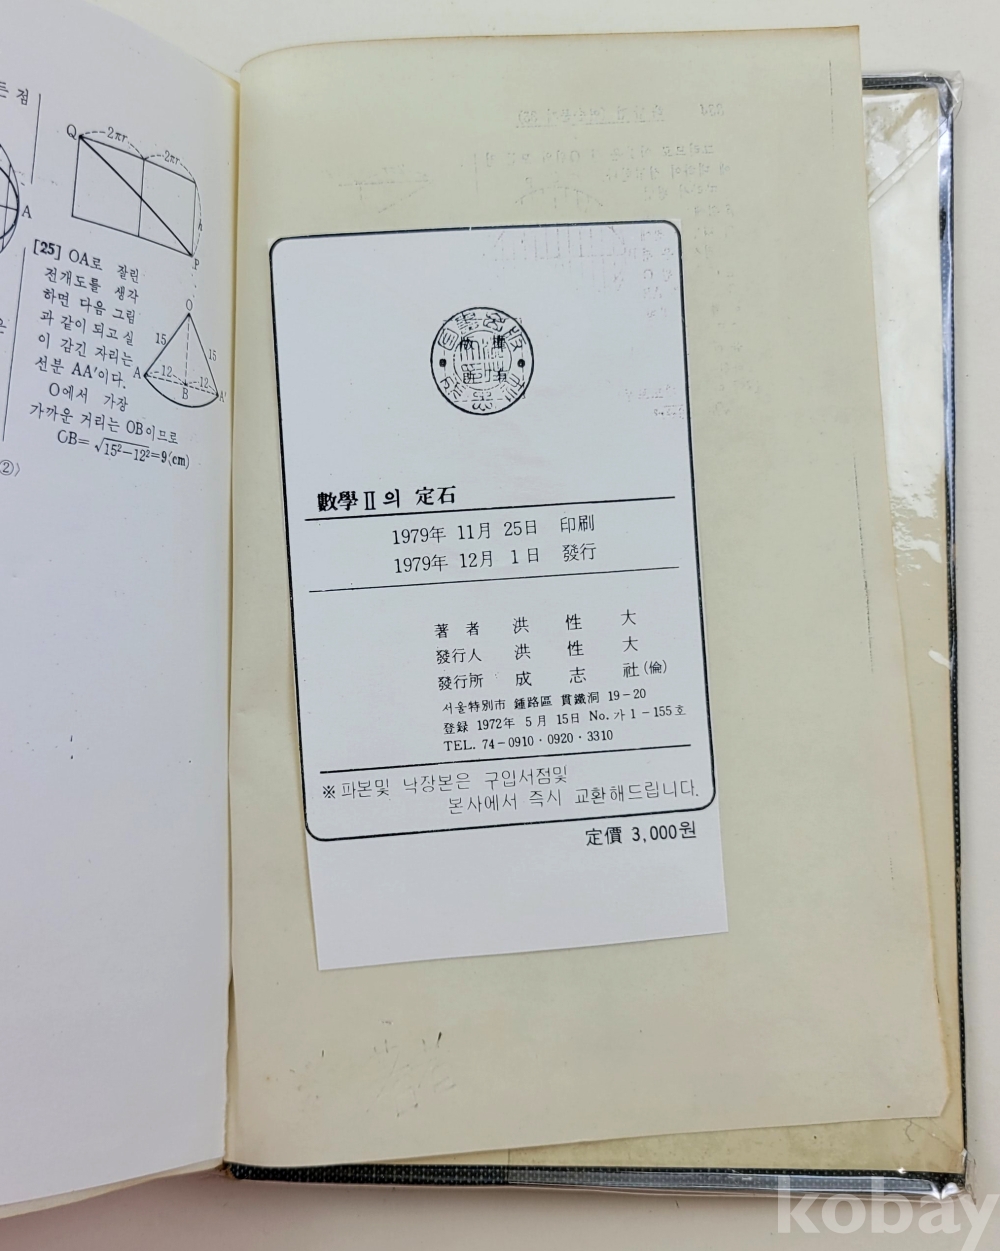 든 점
A
Q
2πr
2πr
h
P
[25] OA로 잘린
전개도를 생각
하면 다음 그림
과 같이 되고 실
이 감긴 자리는
선분 AA′이다.
O에서 가장
가까운 거리는 OB이므로
OB=√15²−12²=9(cm)
O
15
15
A
12
12
B
A′
은
②〉
數學Ⅱ의 定石
1979年 11月 25日 印刷
1979年 12月 1日 發行
著者 洪性大
發行人 洪性大
發行所 成志社(倫)
서울特別市 鍾路區 貫鐵洞 19−20
登録 1972年 5月 15日 No. 가1−155호
TEL. 74−0910·0920·3310
※파본및 낙장본은 구입서점및
본사에서 즉시 교환해드립니다.
定價 3,000원
kobay